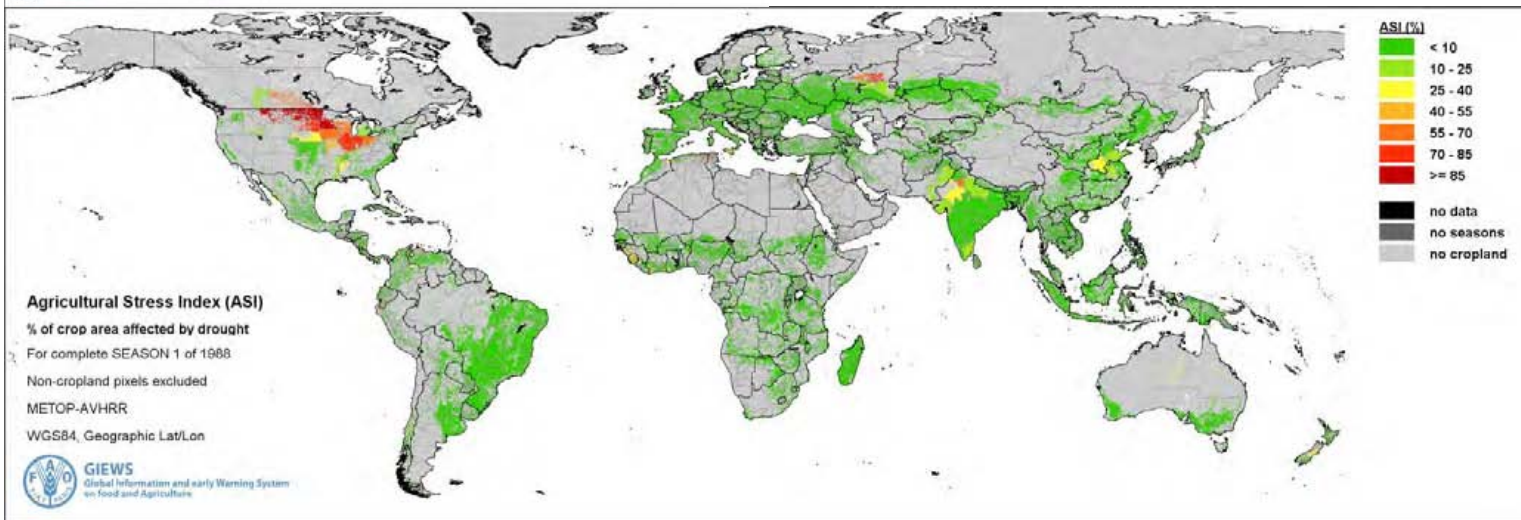 ASI (%)
< 10
10 - 25
25 - 40
40 - 55
55 - 70
70 - 85
>= 85
no data
no seasons
no cropland
Agricultural Stress Index (ASI)
% of crop area affected by drought
For complete SEASON 1 of 1988
Non-cropland pixels excluded
METOP-AVHRR
WGS84, Geographic Lat/Lon
F A O
GIEWS
Global Information and early Warning System
on food and Agriculture